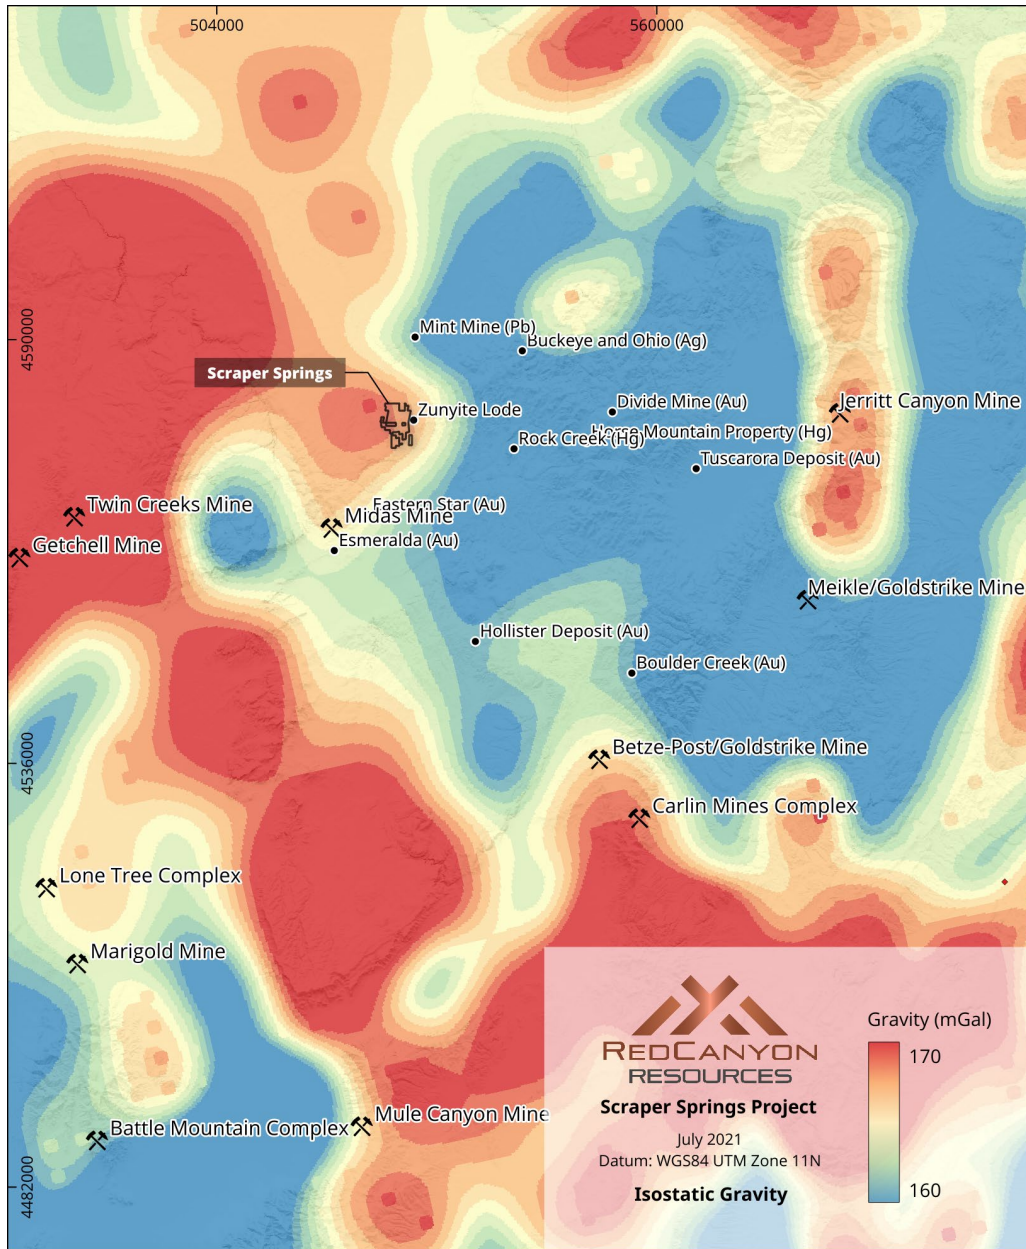 504000
560000
4590000
4536000
4482000
Mint Mine (Pb)
Buckeye and Ohio (Ag)
Scraper Springs
Zunyite Lode
Divide Mine (Au)
Jerritt Canyon Mine
Horse Mountain Property (Hg)
Rock Creek (Hg)
Tuscarora Deposit (Au)
Twin Creeks Mine
Eastern Star (Au)
Midas Mine
Getchell Mine
Esmeralda (Au)
Meikle/Goldstrike Mine
Hollister Deposit (Au)
Boulder Creek (Au)
Betze-Post/Goldstrike Mine
Carlin Mines Complex
Lone Tree Complex
Marigold Mine
Mule Canyon Mine
Battle Mountain Complex
REDCANYON
RESOURCES
Scraper Springs Project
July 2021
Datum: WGS84 UTM Zone 11N
Isostatic Gravity
Gravity (mGal)
170
160